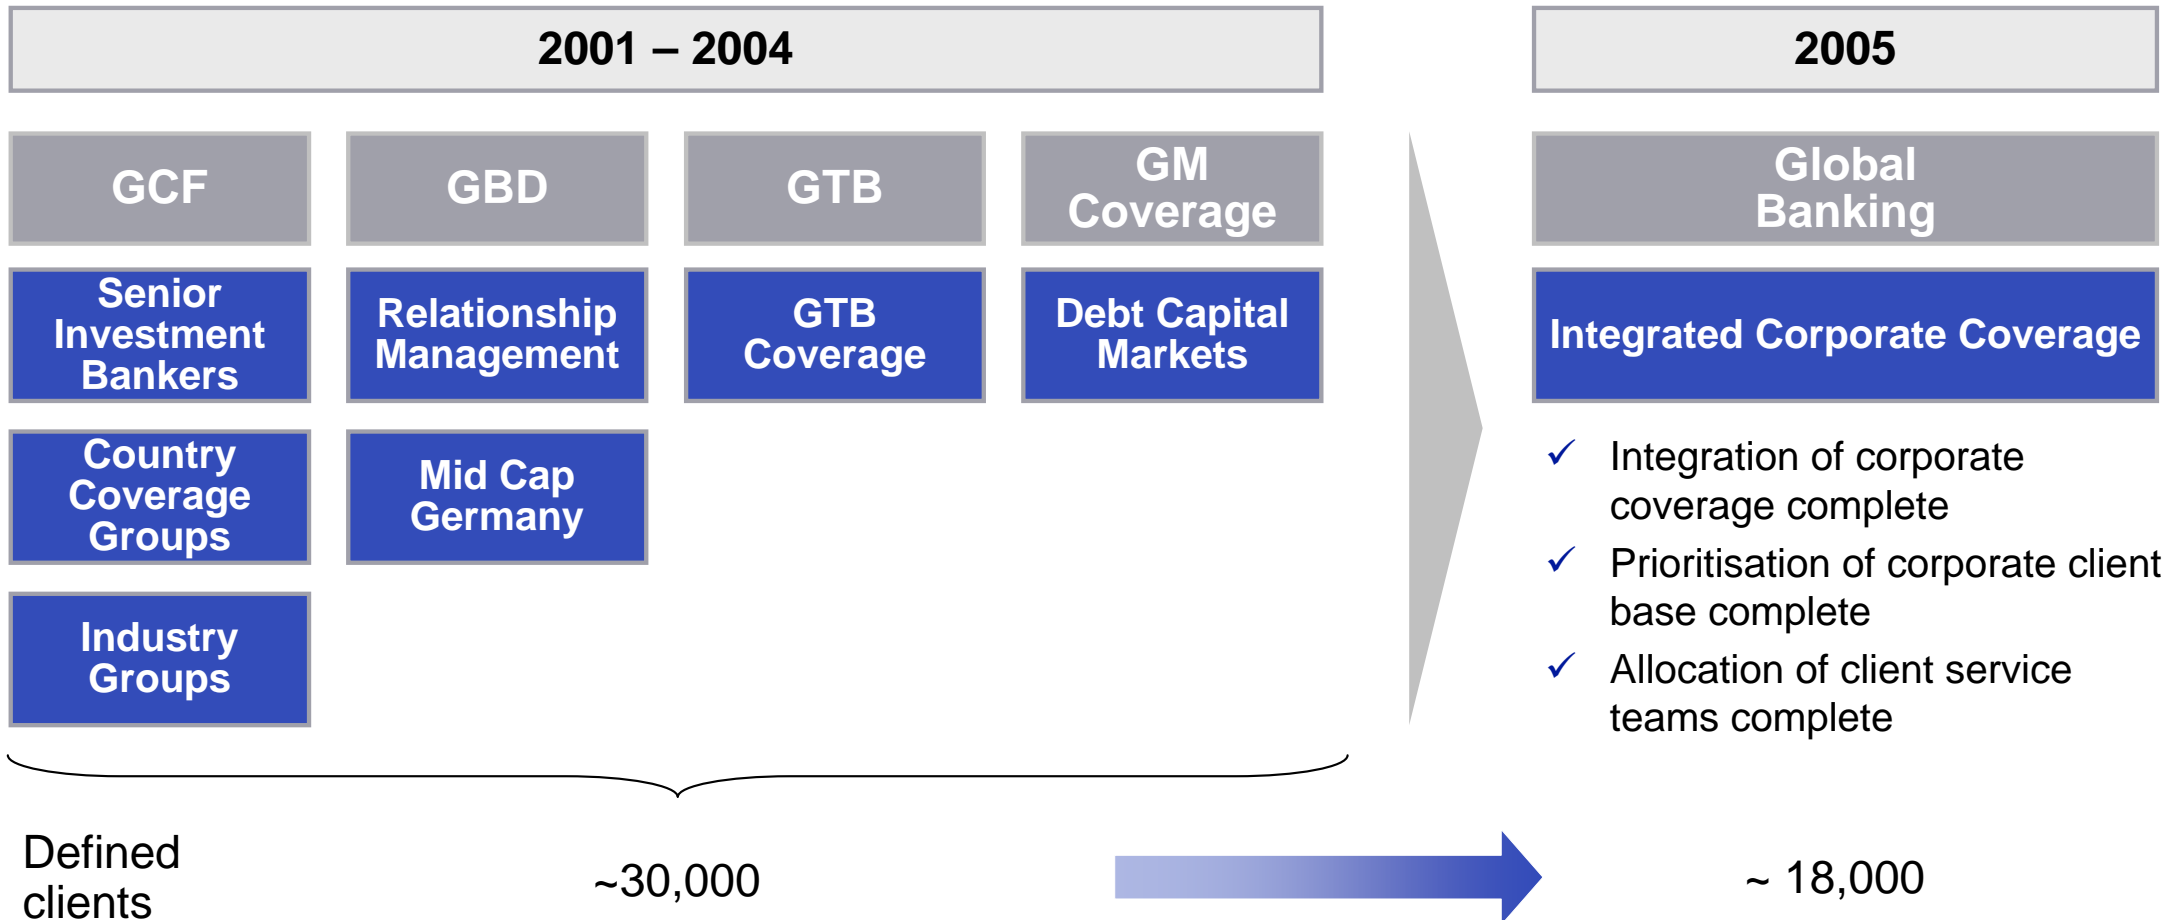 2001 – 2004
2005
GCF
GBD
GTB
GM
Coverage
Global
Banking
Senior
Investment
Bankers
Relationship
Management
GTB
Coverage
Debt Capital
Markets
Integrated Corporate Coverage
Country
Coverage
Groups
Mid Cap
Germany
Industry
Groups
✓ Integration of corporate
coverage complete
✓ Prioritisation of corporate client
base complete
✓ Allocation of client service
teams complete
Defined
clients
~30,000
~ 18,000